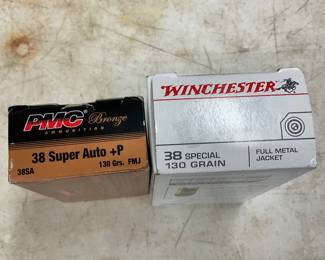 PMC Bronze
AMMUNITION
38 Super Auto +P
38SA
130 Grs. FMJ
WINCHESTER
38 SPECIAL
130 GRAIN
FULL METAL
JACKET